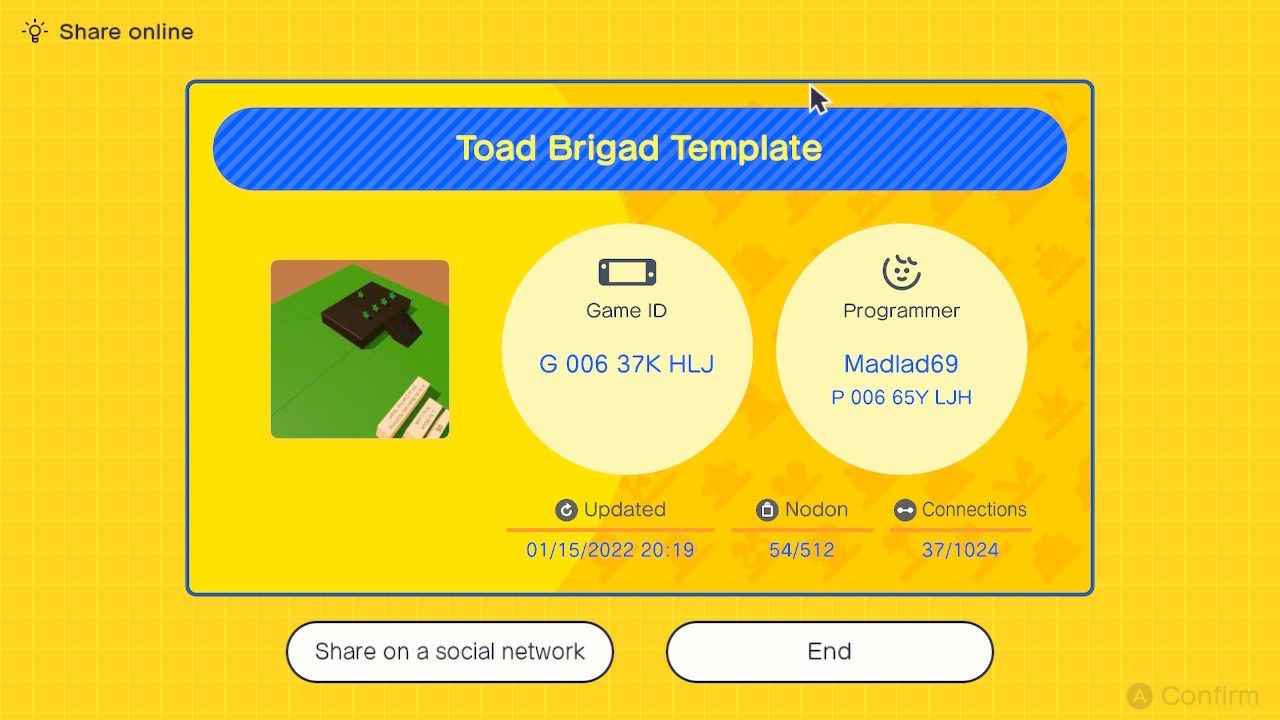 Share online
Toad Brigad Template
Game ID
G 006 37K HLJ
Programmer
Madlad69
P 006 65Y LJH
Updated
01/15/2022 20:19
Nodon
54/512
Connections
37/1024
Share on a social network
End
A Confirm